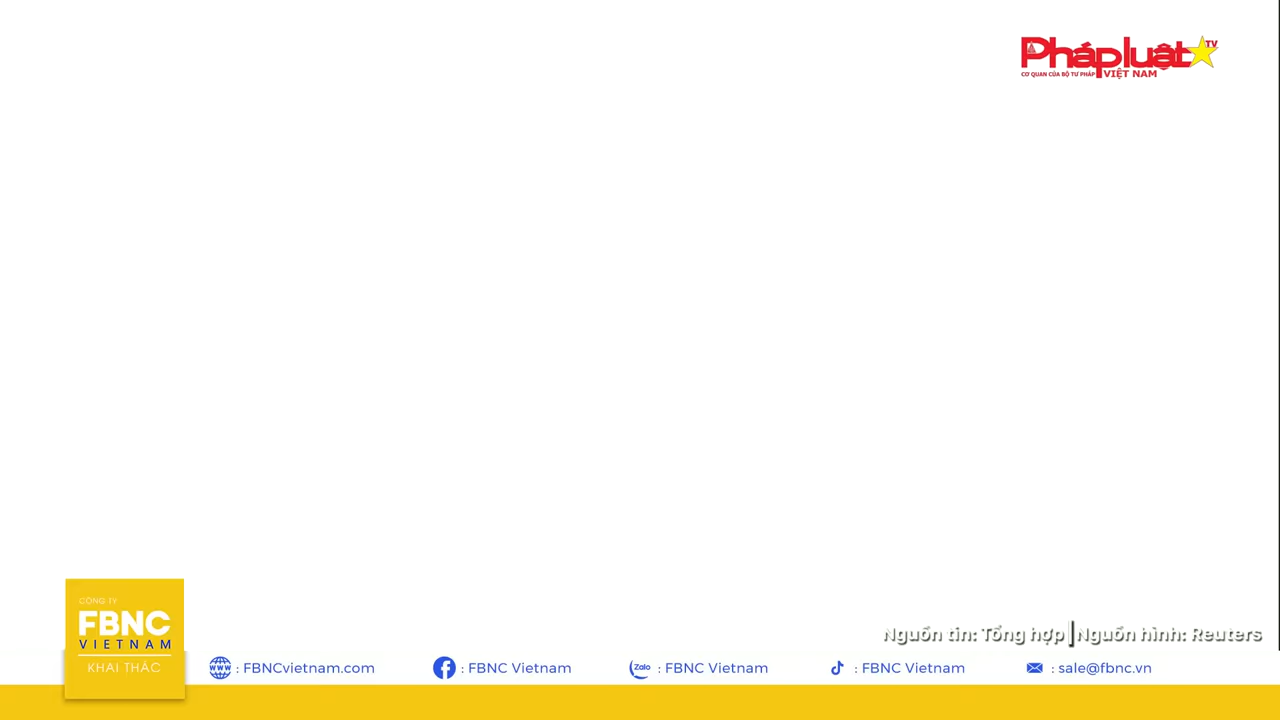 Phápluật TV
CƠ QUAN CỦA BỘ TƯ PHÁP VIỆT NAM
CÔNG TY
FBNC
VIETNAM
KHAI THÁC
Nguồn tin: Tổng hợp | Nguồn hình: Reuters
WWW : FBNCvietnam.com
: FBNC Vietnam
Zalo : FBNC Vietnam
: FBNC Vietnam
: sale@fbnc.vn